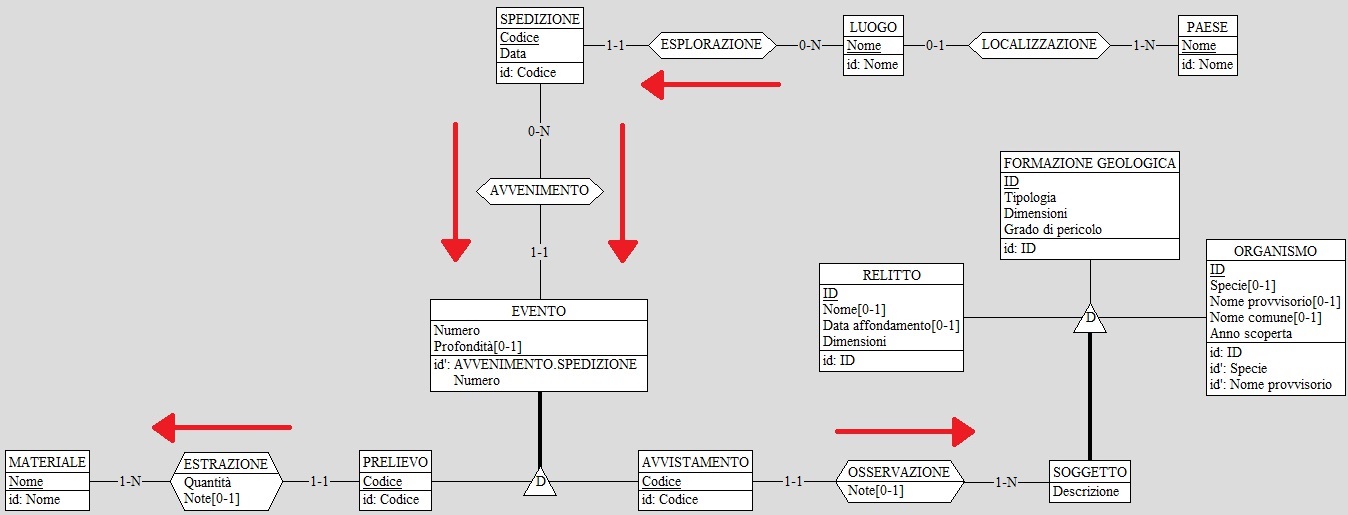 SPEDIZIONE
Codice
Data
id: Codice
1-1
ESPLORAZIONE
0-N
LUOGO
Nome
id: Nome
0-1
LOCALIZZAZIONE
1-N
PAESE
Nome
id: Nome
0-N
AVVENIMENTO
1-1
EVENTO
Numero
Profondità[0-1]
id': AVVENIMENTO.SPEDIZIONE
Numero
FORMAZIONE GEOLOGICA
ID
Tipologia
Dimensioni
Grado di pericolo
id: ID
RELITTO
ID
Nome[0-1]
Data affondamento[0-1]
Dimensioni
id: ID
D
ORGANISMO
ID
Specie[0-1]
Nome provvisorio[0-1]
Nome comune[0-1]
Anno scoperta
id: ID
id': Specie
id': Nome provvisorio
MATERIALE
Nome
id: Nome
1-N
ESTRAZIONE
Quantità
Note[0-1]
1-1
PRELIEVO
Codice
id: Codice
D
AVVISTAMENTO
Codice
id: Codice
1-1
OSSERVAZIONE
Note[0-1]
1-N
SOGGETTO
Descrizione